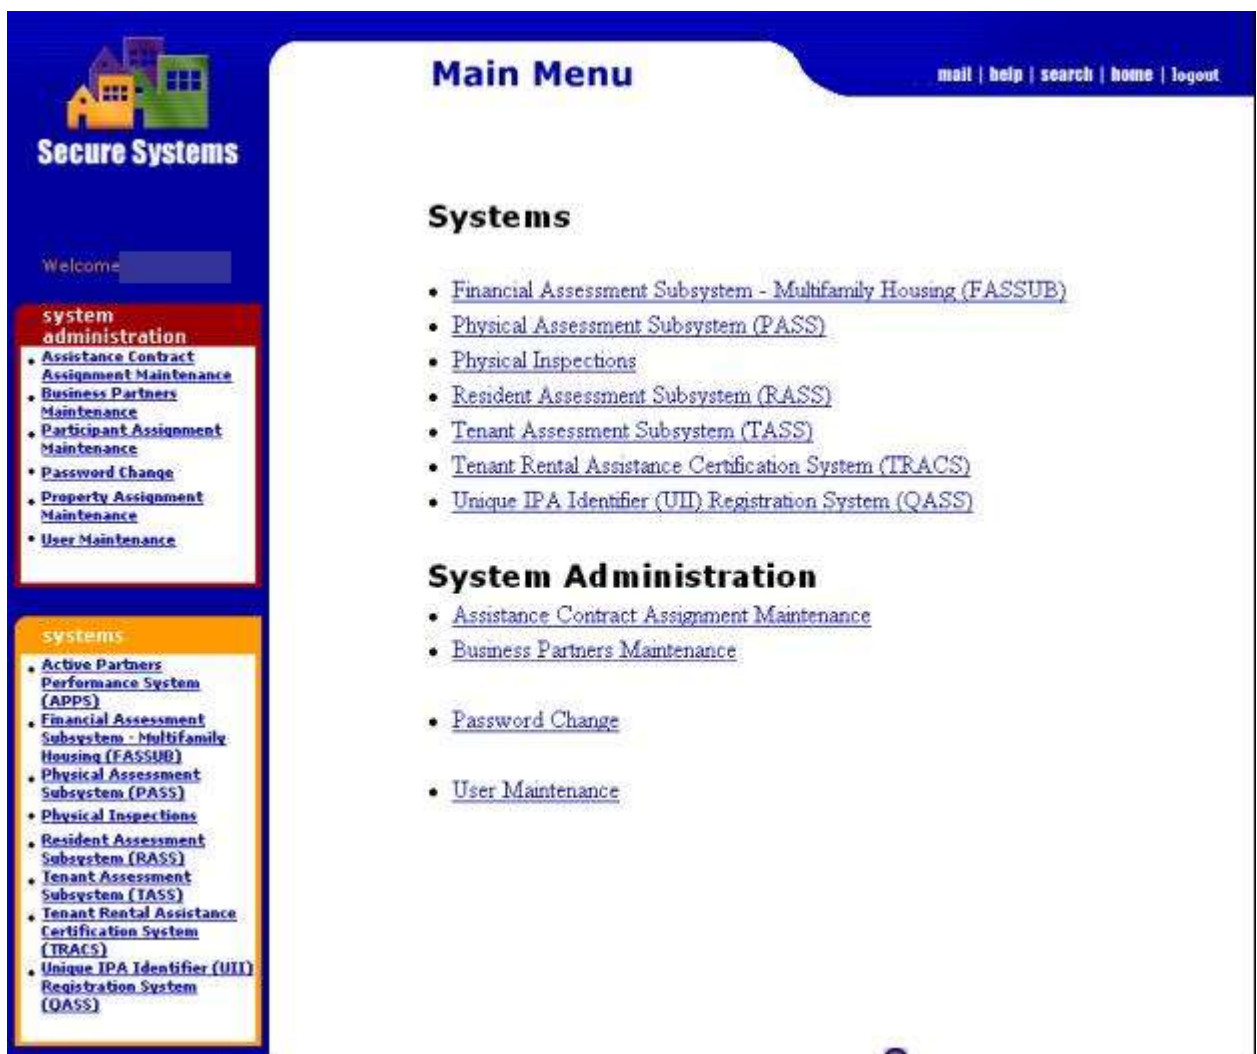 Main Menu
mail | help | search | home | logout
Secure Systems
Welcome
system
administration
Assistance Contract
Assignment Maintenance
Business Partners
Maintenance
Participant Assignment
Maintenance
Password Change
Property Assignment
Maintenance
User Maintenance
systems
Active Partners
Performance System
(APPS)
Financial Assessment
Subsystem - Multifamily
Housing (FASSUB)
Physical Assessment
Subsystem (PASS)
Physical Inspections
Resident Assessment
Subsystem (RASS)
Tenant Assessment
Subsystem (TASS)
Tenant Rental Assistance
Certification System
(TRACS)
Unique IPA Identifier (UII)
Registration System
(QASS)
Systems
Financial Assessment Subsystem - Multifamily Housing (FASSUB)
Physical Assessment Subsystem (PASS)
Physical Inspections
Resident Assessment Subsystem (RASS)
Tenant Assessment Subsystem (TASS)
Tenant Rental Assistance Certification System (TRACS)
Unique IPA Identifier (UII) Registration System (QASS)
System Administration
Assistance Contract Assignment Maintenance
Business Partners Maintenance
Password Change
User Maintenance